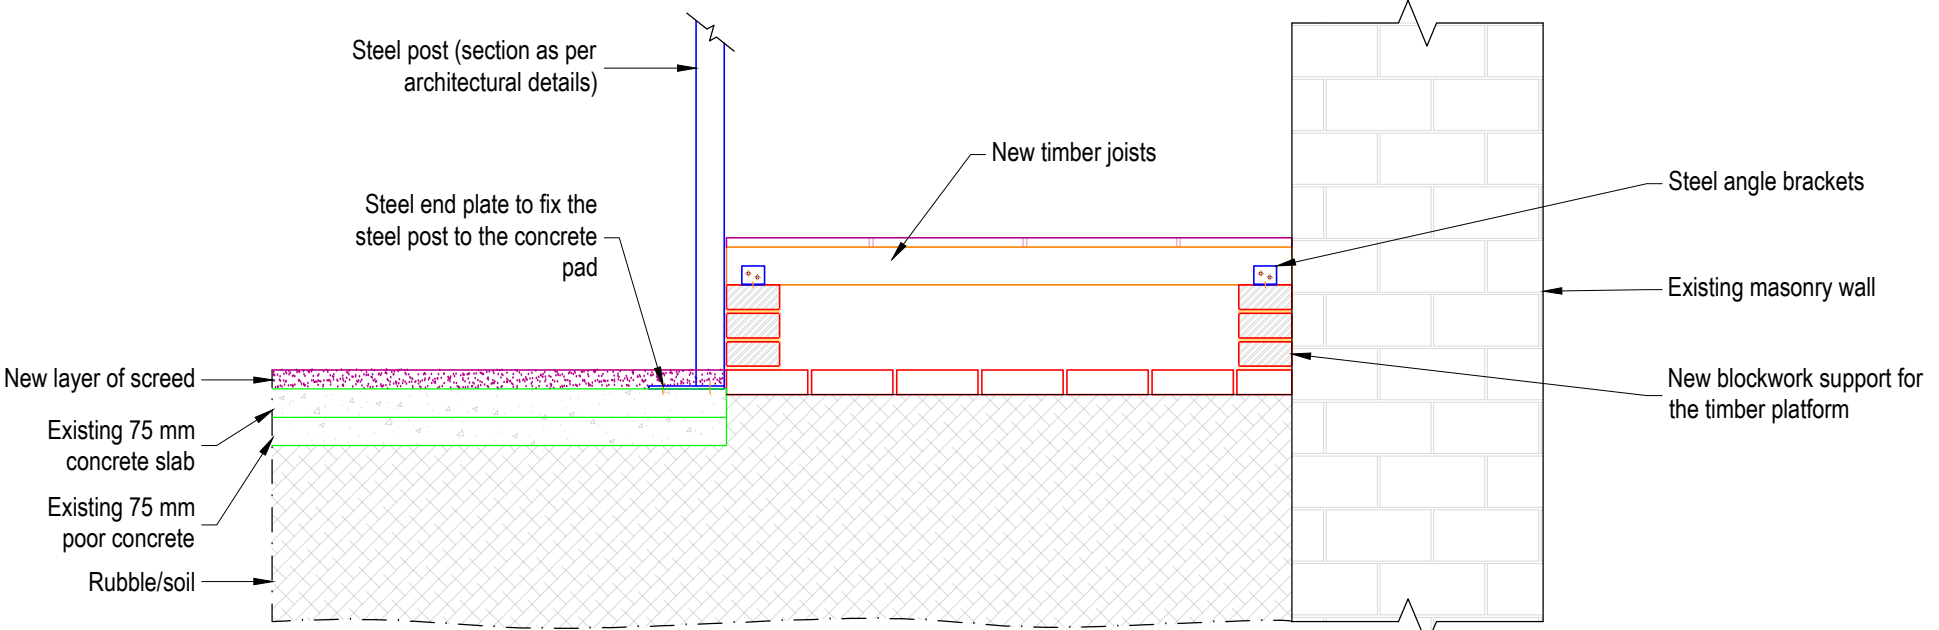 Steel post (section as per
architectural details)
New timber joists
Steel angle brackets
Steel end plate to fix the
steel post to the concrete
pad
Existing masonry wall
New layer of screed
New blockwork support for
the timber platform
Existing 75 mm
concrete slab
Existing 75 mm
poor concrete
Rubble/soil